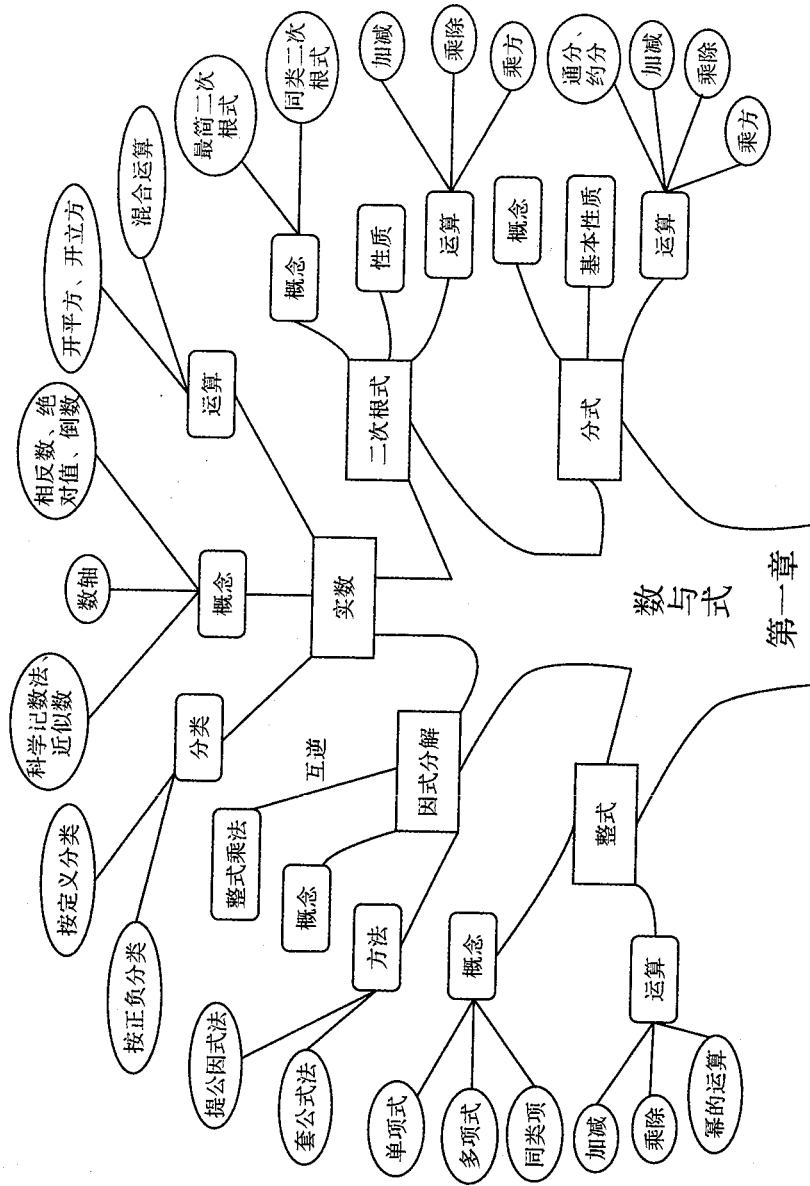 第一章
数与式
实数
分类
按定义分类
按正负分类
概念
科学记数法、
近似数
数轴
相反数、绝
对值、倒数
运算
开平方、开立方
混合运算
因式分解
互逆
整式乘法
概念
方法
提公因式法
套公式法
整式
概念
单项式
多项式
同类项
运算
加减
乘除
幂的运算
二次根式
概念
最简二次
根式
同类二次
根式
性质
运算
加减
乘除
乘方
分式
概念
基本性质
运算
通分、
约分
加减
乘除
乘方